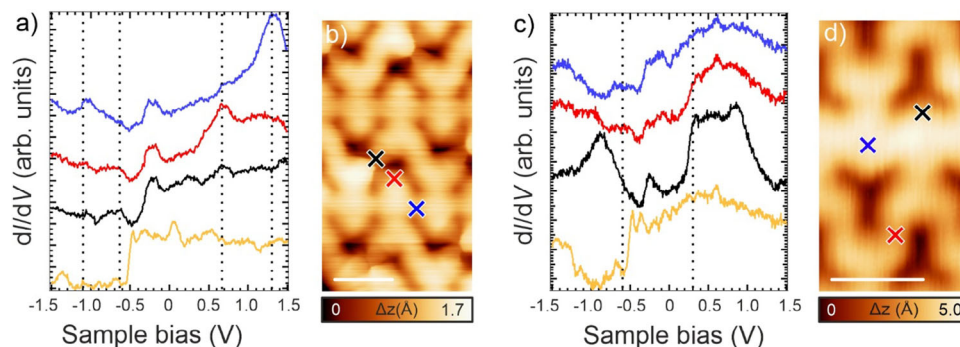 a)
dI/dV (arb. units)
-1.5 -1.0 -0.5 0.0 0.5 1.0 1.5
Sample bias (V)
b)
0 Δz(Å) 1.7
c)
dI/dV (arb. units)
-1.5 -1.0 -0.5 0.0 0.5 1.0 1.5
Sample bias (V)
d)
0 Δz (Å) 5.0